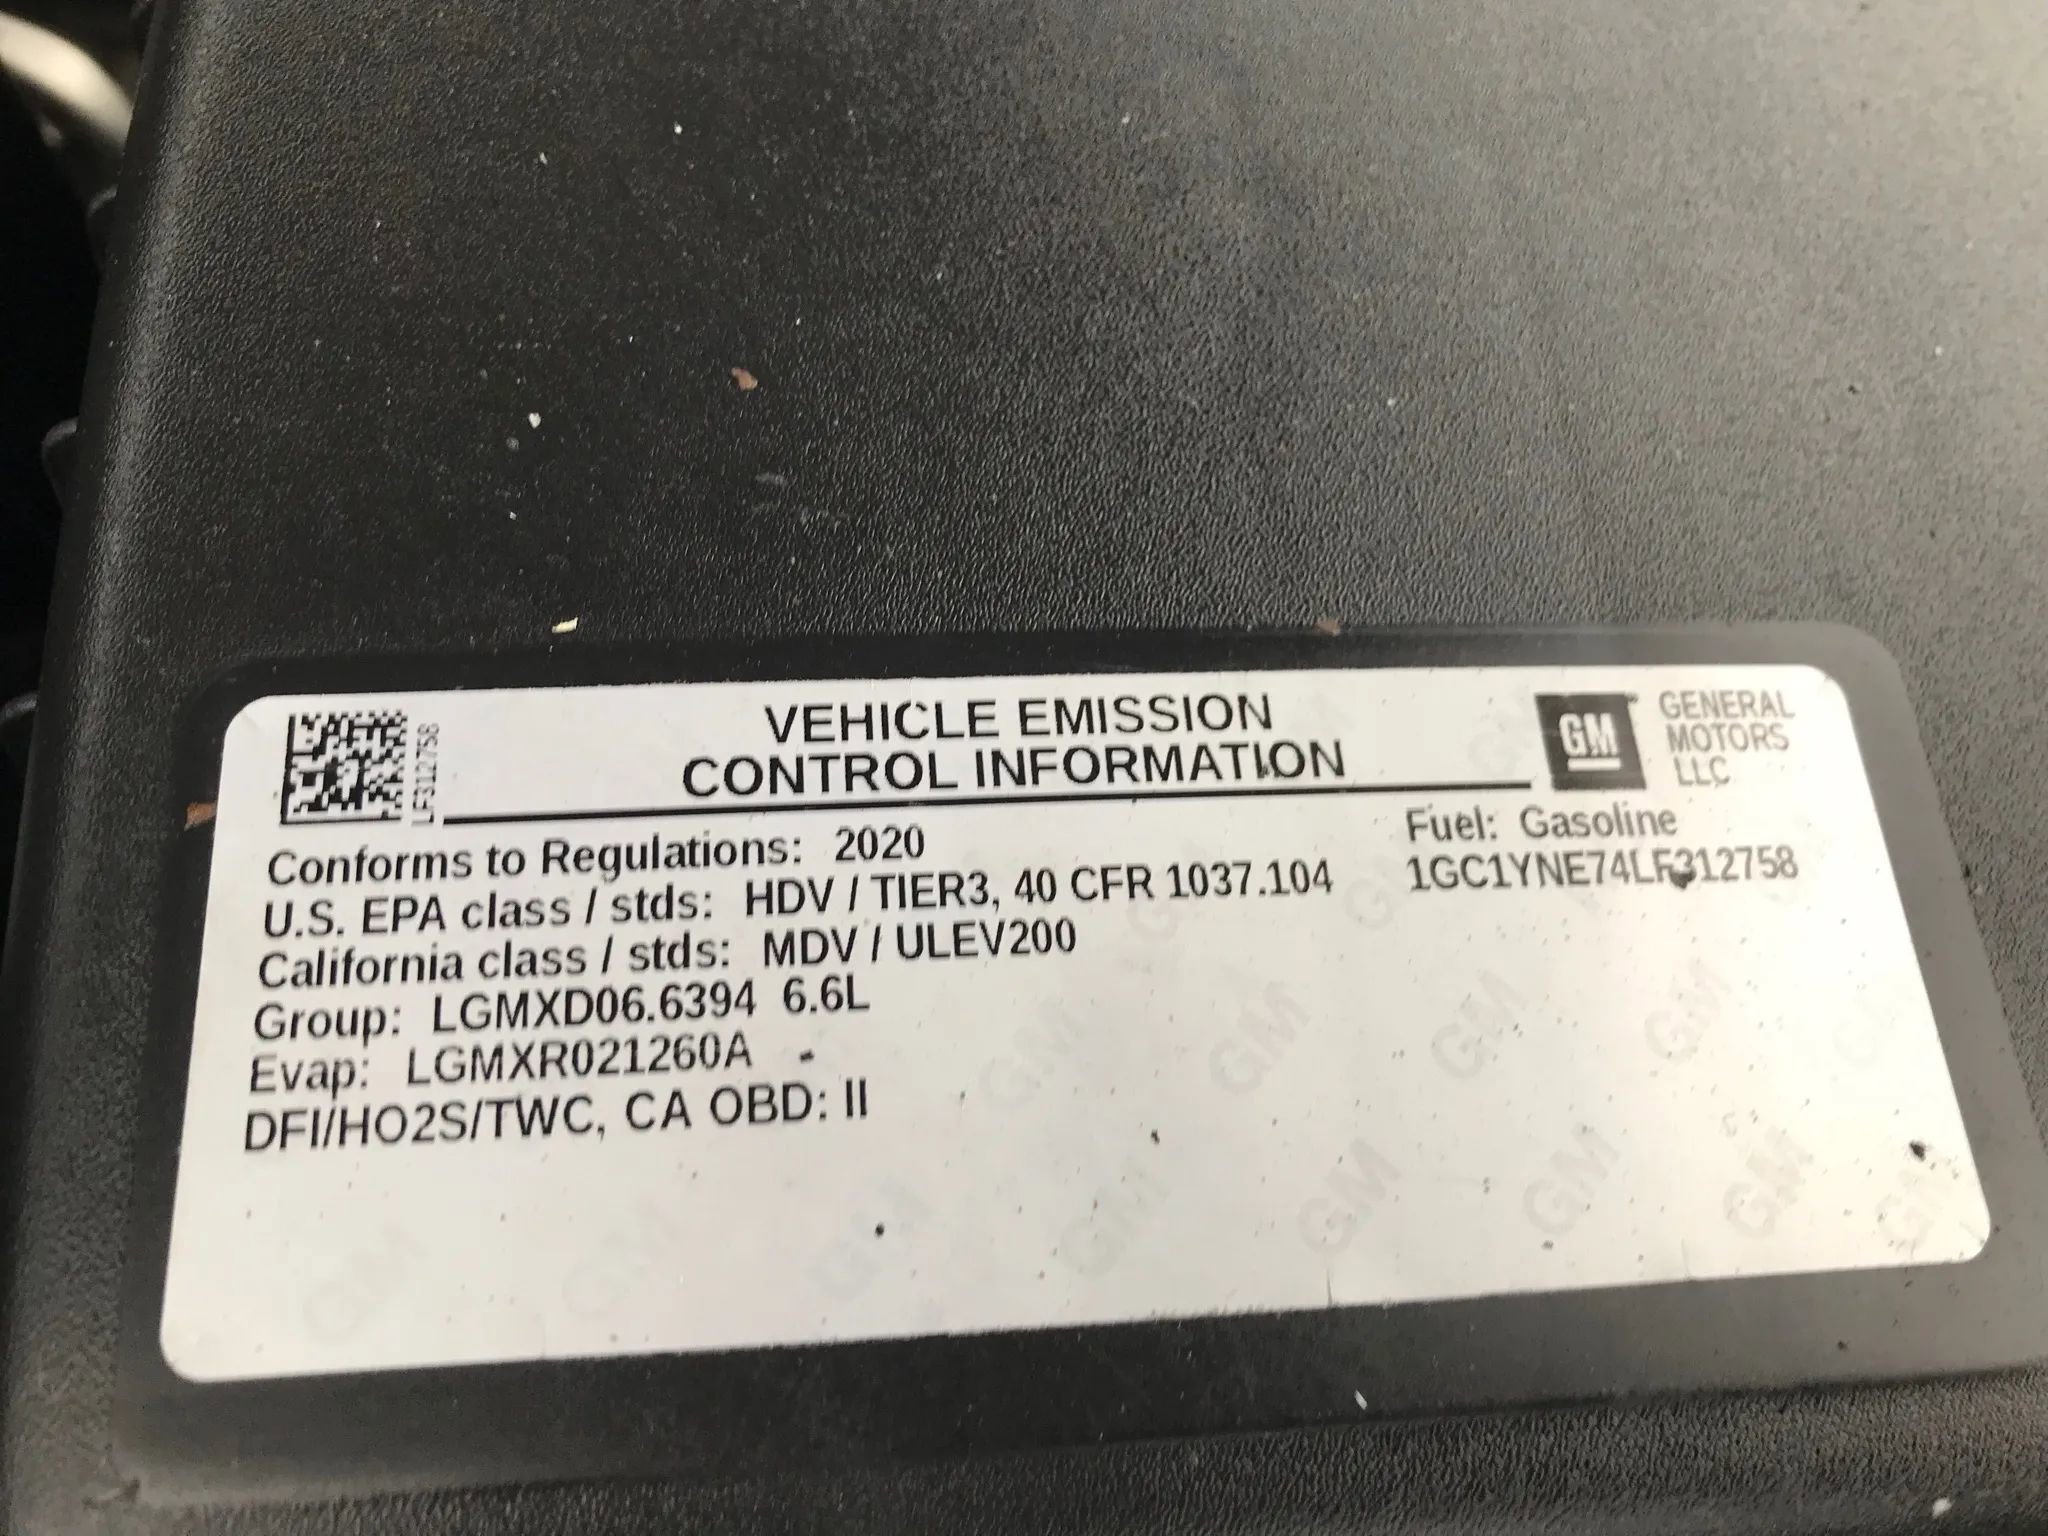 LF312758
VEHICLE EMISSION
CONTROL INFORMATION
GM
GENERAL
MOTORS
LLC
Conforms to Regulations: 2020
U.S. EPA class / stds: HDV / TIER3, 40 CFR 1037.104
California class / stds: MDV / ULEV200
Group: LGMXD06.6394 6.6L
Evap: LGMXR021260A
DFI/HO2S/TWC, CA OBD: II
Fuel: Gasoline
1GC1YNE74LF312758